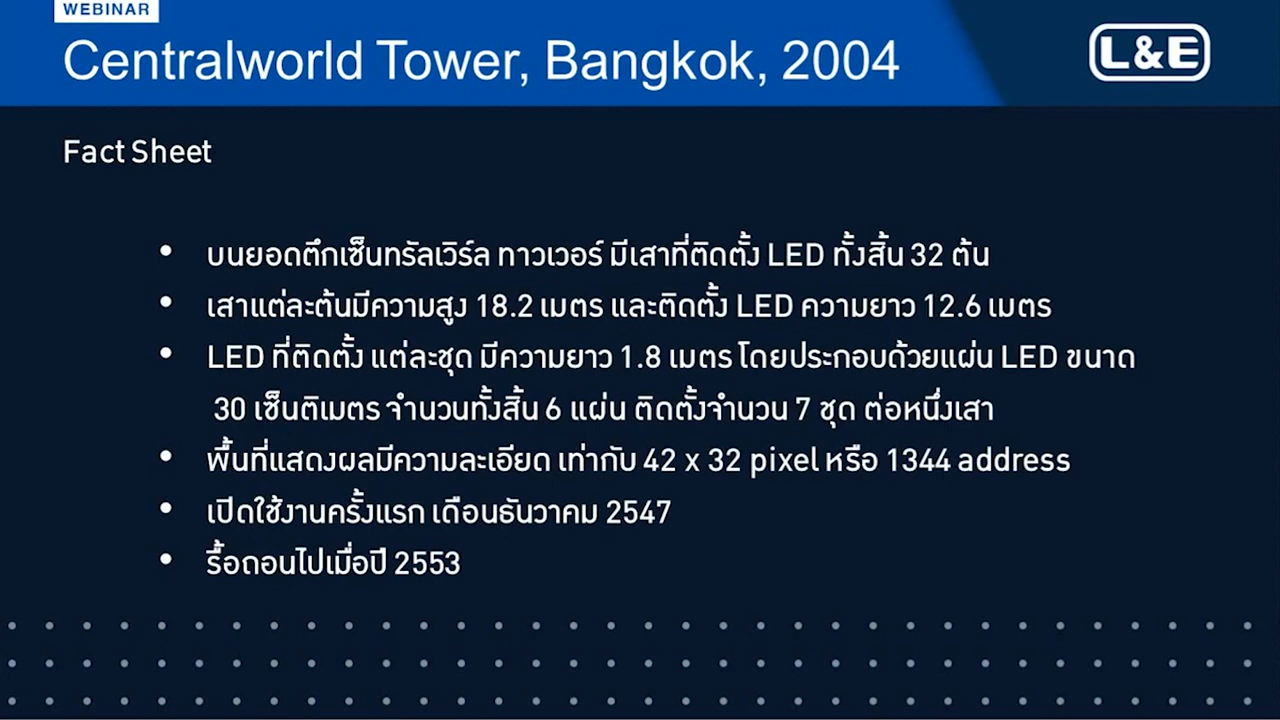 WEBINAR
Centralworld Tower, Bangkok, 2004
L&E
Fact Sheet
• บนยอดตึกเซ็นทรัลเวิร์ล ทาวเวอร์ มีเสาที่ติดตั้ง LED ทั้งสิ้น 32 ต้น
• เสาแต่ละต้นมีความสูง 18.2 เมตร และติดตั้ง LED ความยาว 12.6 เมตร
• LED ที่ติดตั้ง แต่ละชุด มีความยาว 1.8 เมตร โดยประกอบด้วยแผ่น LED ขนาด
30 เซ็นติเมตร จำนวนทั้งสิ้น 6 แผ่น ติดตั้งจำนวน 7 ชุด ต่อหนึ่งเสา
• พื้นที่แสดงผลมีความละเอียด เท่ากับ 42 x 32 pixel หรือ 1344 address
• เปิดใช้งานครั้งแรก เดือนธันวาคม 2547
• รื้อถอนไปเมื่อปี 2553